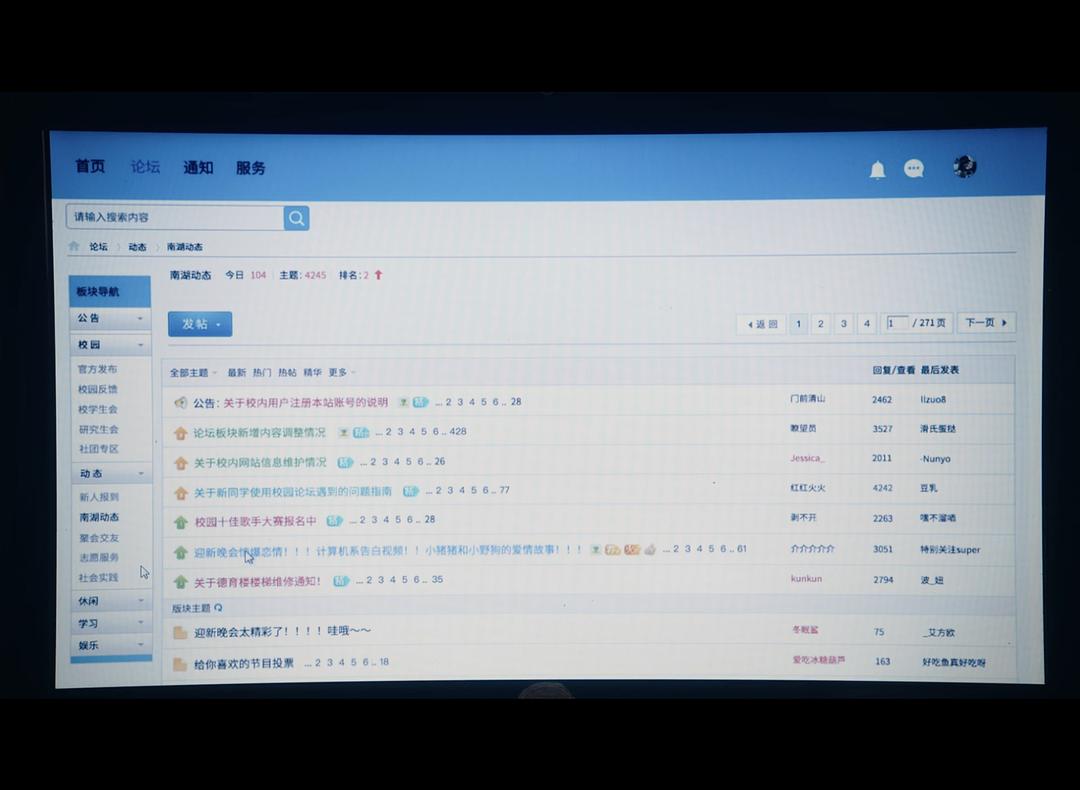 首页 论坛 通知 服务
请输入搜索内容
论坛 动态 南湖动态
板块导航
公告
校园
官方发布
校园反馈
校学生会
研究生会
社团专区
动态
新人报到
南湖动态
聚会交友
志愿服务
社会实践
休闲
学习
娱乐
南湖动态 今日 104 主题: 4245 排名: 2
发帖
返回 1 2 3 4 1 / 271 页 下一页
全部主题 最新 热门 热帖 精华 更多 回复/查看 最后发表
公告: 关于校内用户注册本站账号的说明 精 ... 2 3 4 5 6 .. 28 门前清山 2462 llzuo8
论坛板块新增内容调整情况 精 ... 2 3 4 5 6 .. 428 瞭望员 3527 滑氏蛋挞
关于校内网站信息维护情况 精 ... 2 3 4 5 6 .. 26 Jessica_ 2011 -Nunyo
关于新同学使用校园论坛遇到的问题指南 精 ... 2 3 4 5 6 .. 77 红红火火 4242 豆乳
校园十佳歌手大赛报名中 精 ... 2 3 4 5 6 .. 28 剥不开 2263 嘿不溜啁
迎新晚会惊爆恋情！！！计算机系告白视频！！小猪猪和小野狗的爱情故事！！！ ... 2 3 4 5 6 .. 61 介介介介介 3051 特别关注super
关于德育楼楼梯维修通知！ 精 ... 2 3 4 5 6 .. 35 kunkun 2794 波_妞
版块主题
迎新晚会太精彩了！！！！哇哦～～ 冬眠鲨 75 _艾方欧
给你喜欢的节目投票 ... 2 3 4 5 6 .. 18 爱吃冰糖葫芦 163 好吃鱼真好吃呀